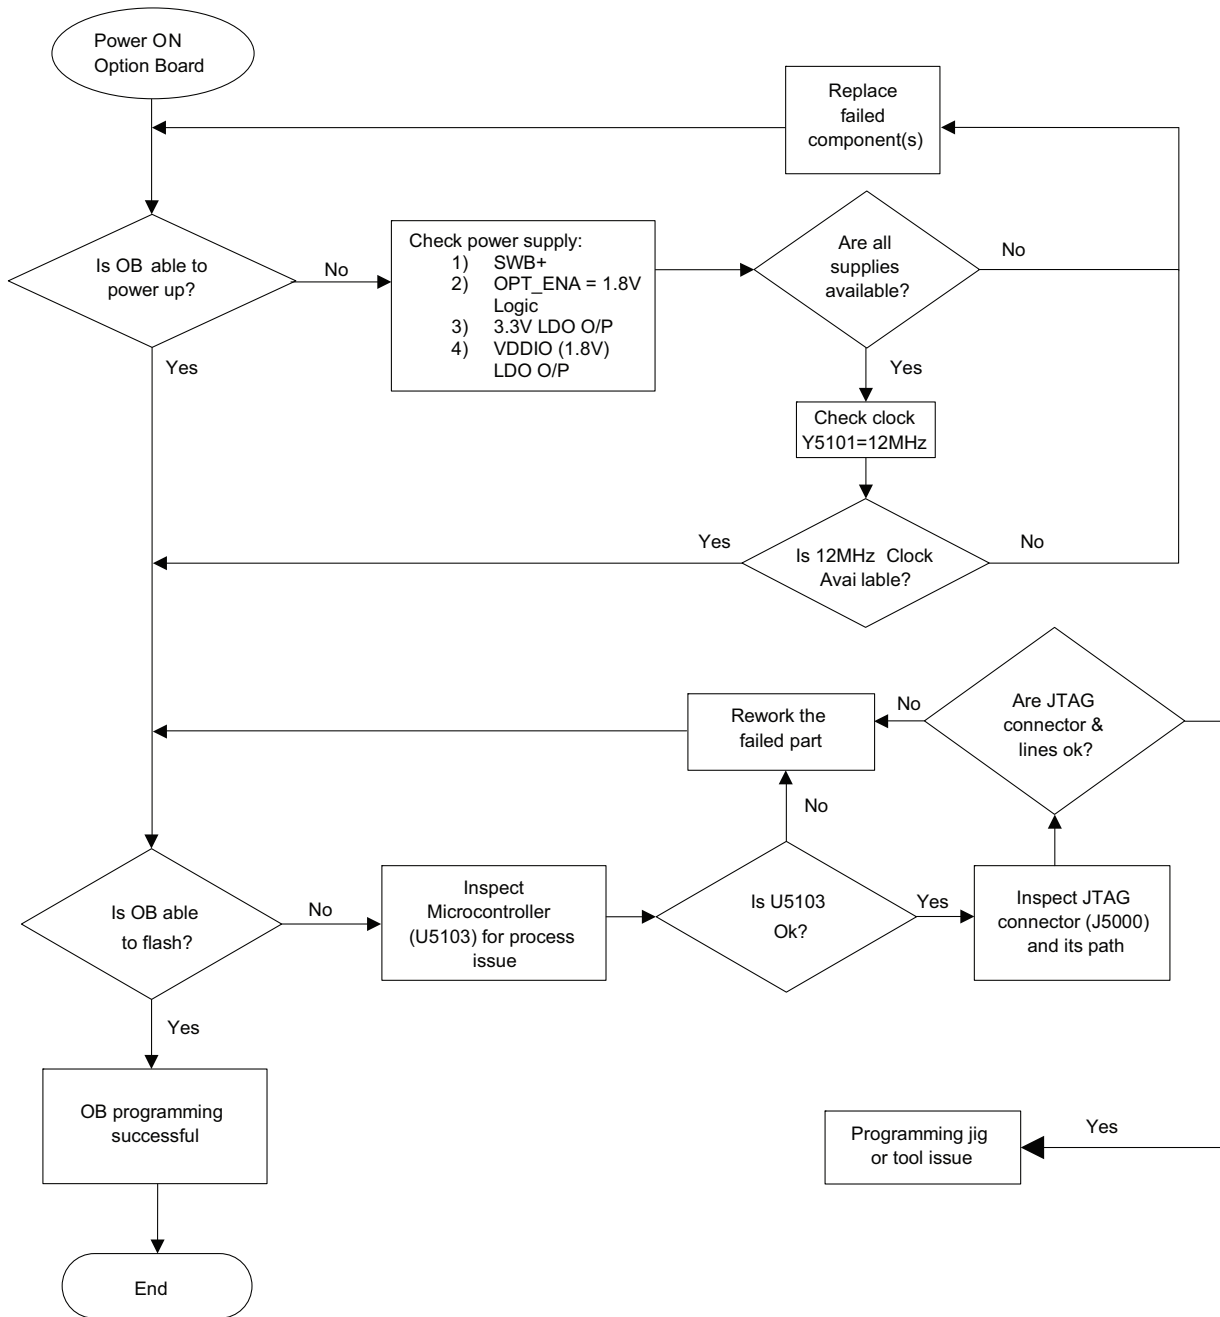 Power ON
Option Board
Replace
failed
component(s)
Is OB able to
power up?
No
Yes
Check power supply:
1) SWB+
2) OPT_ENA = 1.8V
Logic
3) 3.3V LDO O/P
4) VDDIO (1.8V)
LDO O/P
Are all
supplies
available?
No
Yes
Check clock
Y5101=12MHz
Is 12MHz Clock
Avai lable?
Yes
No
Are JTAG
connector &
lines ok?
No
Rework the
failed part
No
Is OB able
to flash?
No
Inspect
Microcontroller
(U5103) for process
issue
Is U5103
Ok?
Yes
Inspect JTAG
connector (J5000)
and its path
Yes
OB programming
successful
Programming jig
or tool issue
Yes
End